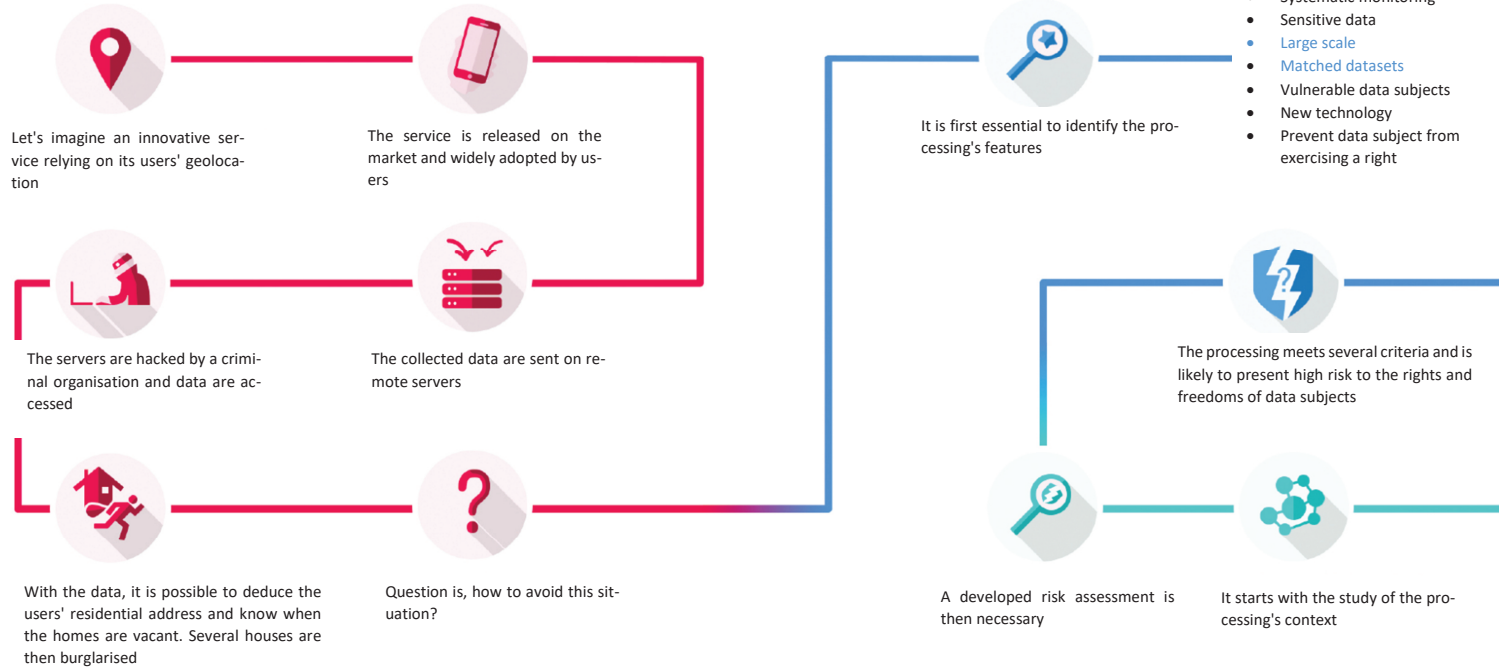 Let's imagine an innovative ser-
vice relying on its users' geoloca-
tion
The service is released on the
market and widely adopted by us-
ers
The servers are hacked by a crimi-
nal organisation and data are ac-
cessed
The collected data are sent on re-
mote servers
With the data, it is possible to deduce the
users' residential address and know when
the homes are vacant. Several houses are
then burglarised
Question is, how to avoid this sit-
uation?
It is first essential to identify the pro-
cessing's features
• Systematic monitoring
• Sensitive data
• Large scale
• Matched datasets
• Vulnerable data subjects
• New technology
• Prevent data subject from
exercising a right
The processing meets several criteria and is
likely to present high risk to the rights and
freedoms of data subjects
A developed risk assessment is
then necessary
It starts with the study of the pro-
cessing's context